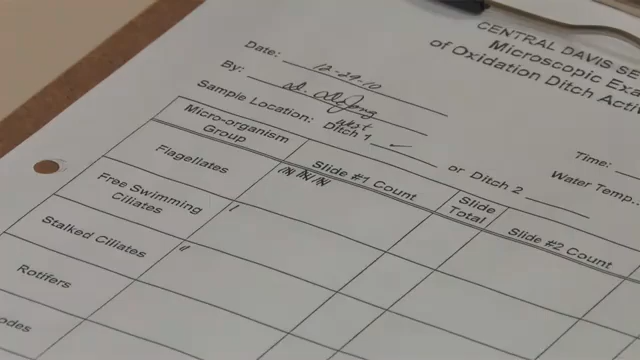 CENTRAL DAVIS SE
Microscopic Exa
of Oxidation Ditch Activ
Date: 12-29-10
By:
Sample Location: West Ditch 1 ✓ or Ditch 2
Time:
Water Temp.
Micro-organism Group
Slide #1 Count
Slide Total
Slide #2 Count
Flagellates
Free Swimming Ciliates
Stalked Ciliates
Rotifers
odes